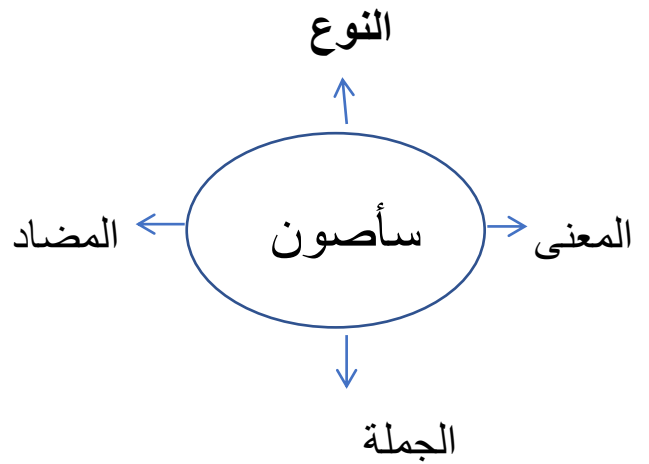 النوع
المعنى
سأصون
المضاد
الجملة